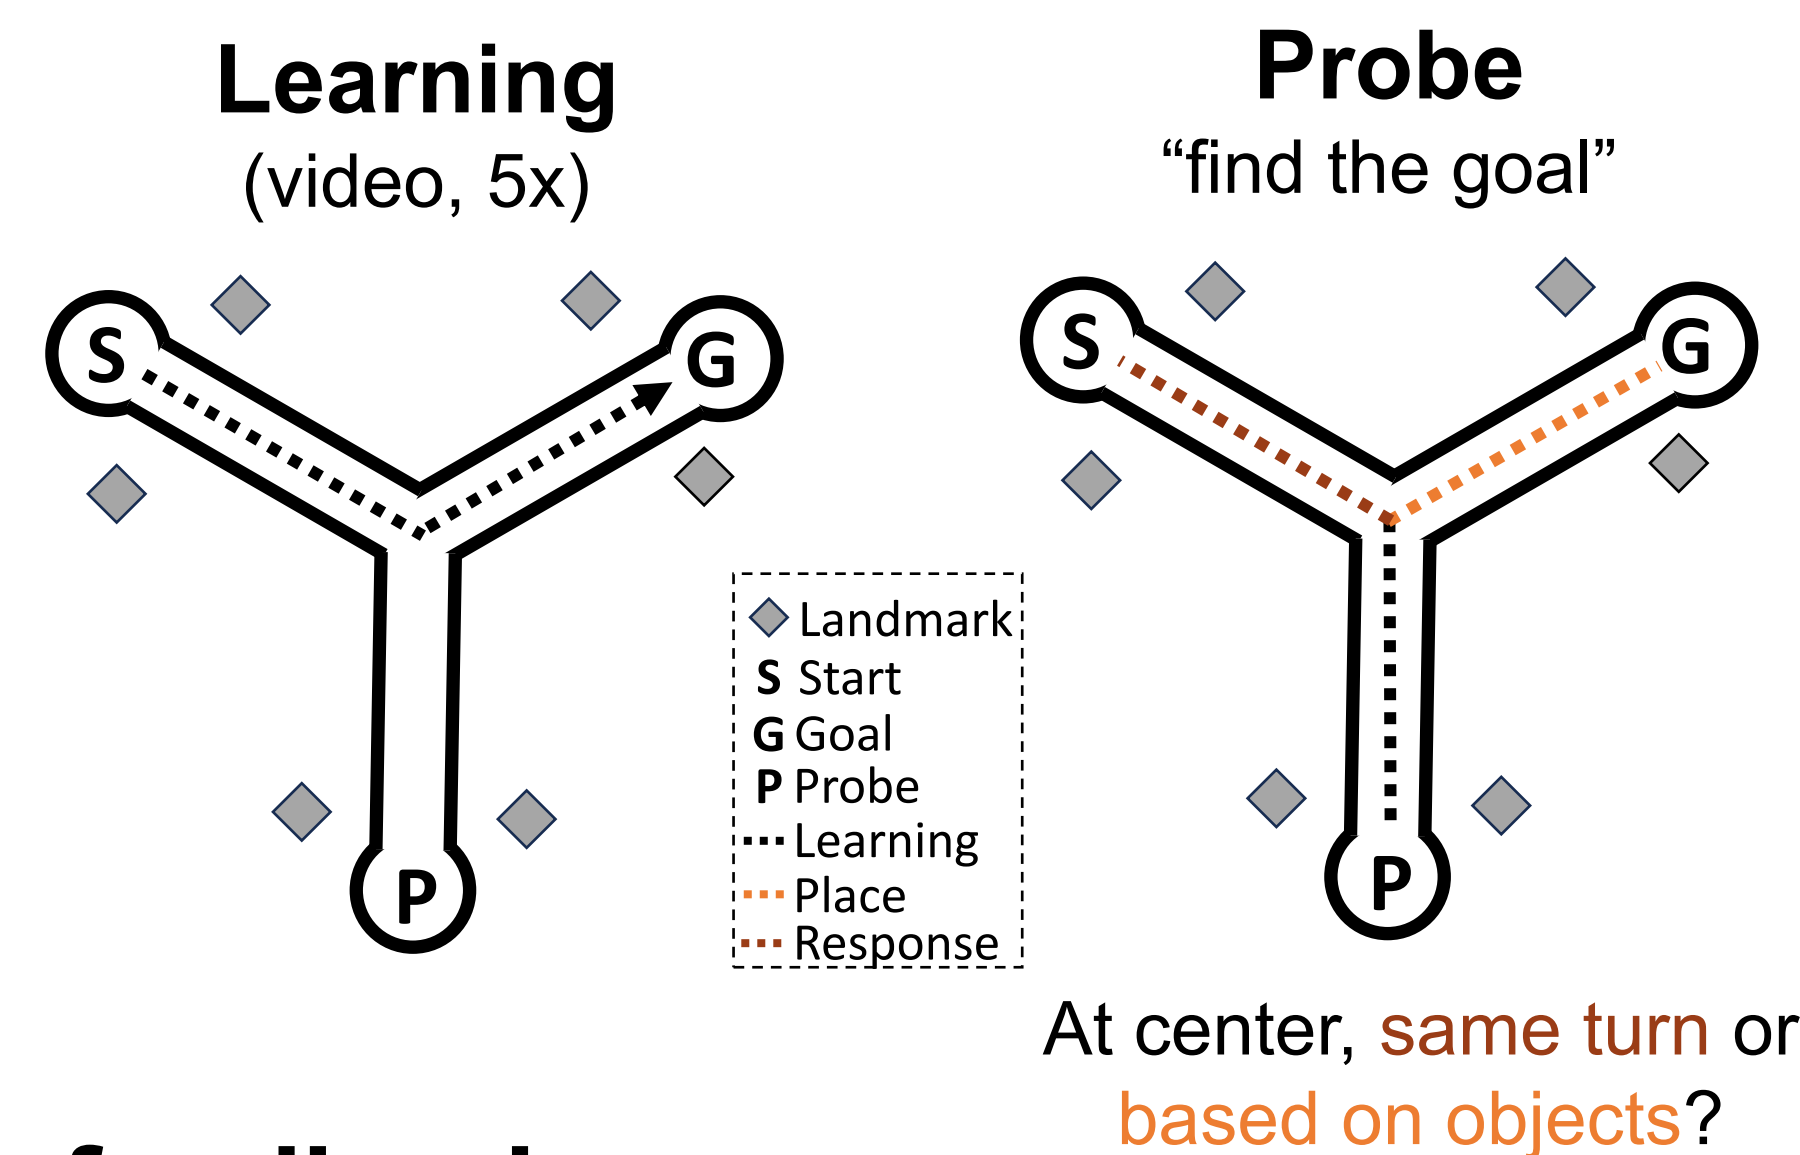 Learning
(video, 5x)
S
G
P
Probe
“find the goal”
S
G
P
Landmark
S Start
G Goal
P Probe
Learning
Place
Response
At center, same turn or
based on objects?